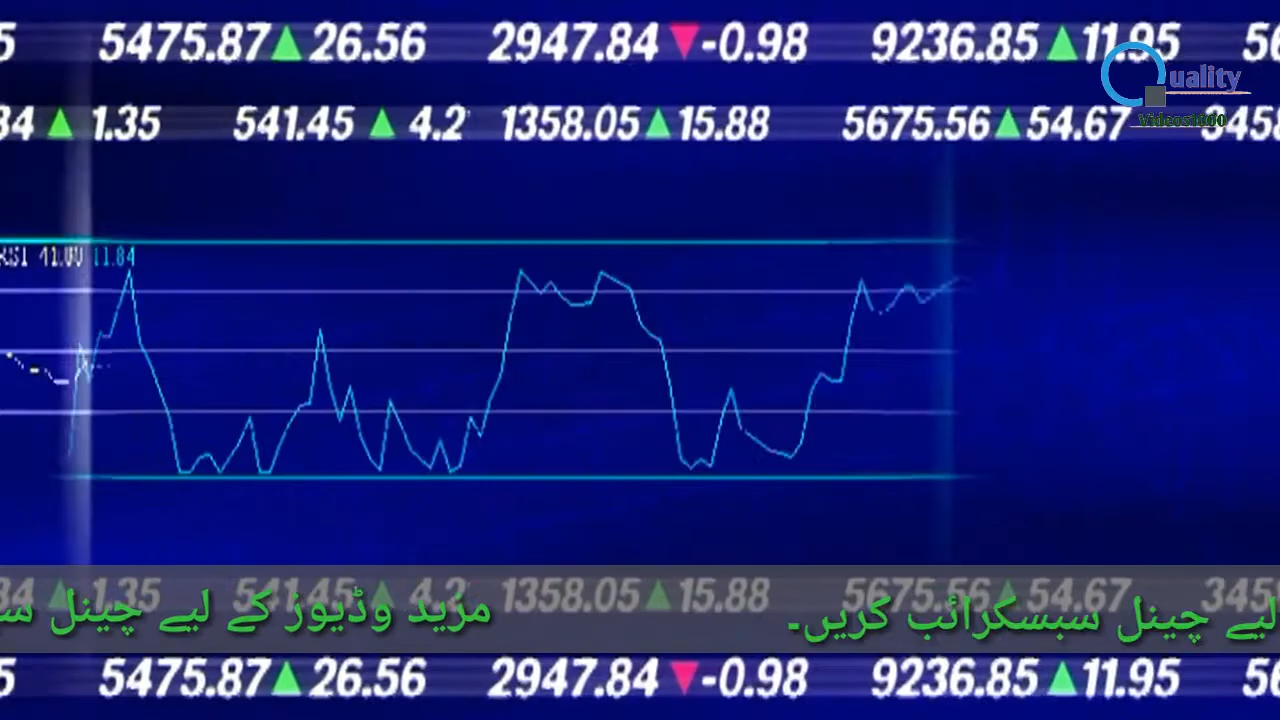 5475.87▲26.56 2947.84▼-0.98 9236.85▲11.95
uality
Videos1000
▲ 1.35 541.45 ▲ 4.2 1358.05▲15.88 5675.56▲54.67
RSI 41.00 11.84
▲ 1.35 541.45 ▲ 4.2 1358.05▲15.88 5675.56▲54.67
لیے چینل سبسکرائب کریں۔
مزید وڈیوز کے لیے چینل
5475.87▲26.56 2947.84▼-0.98 9236.85▲11.95